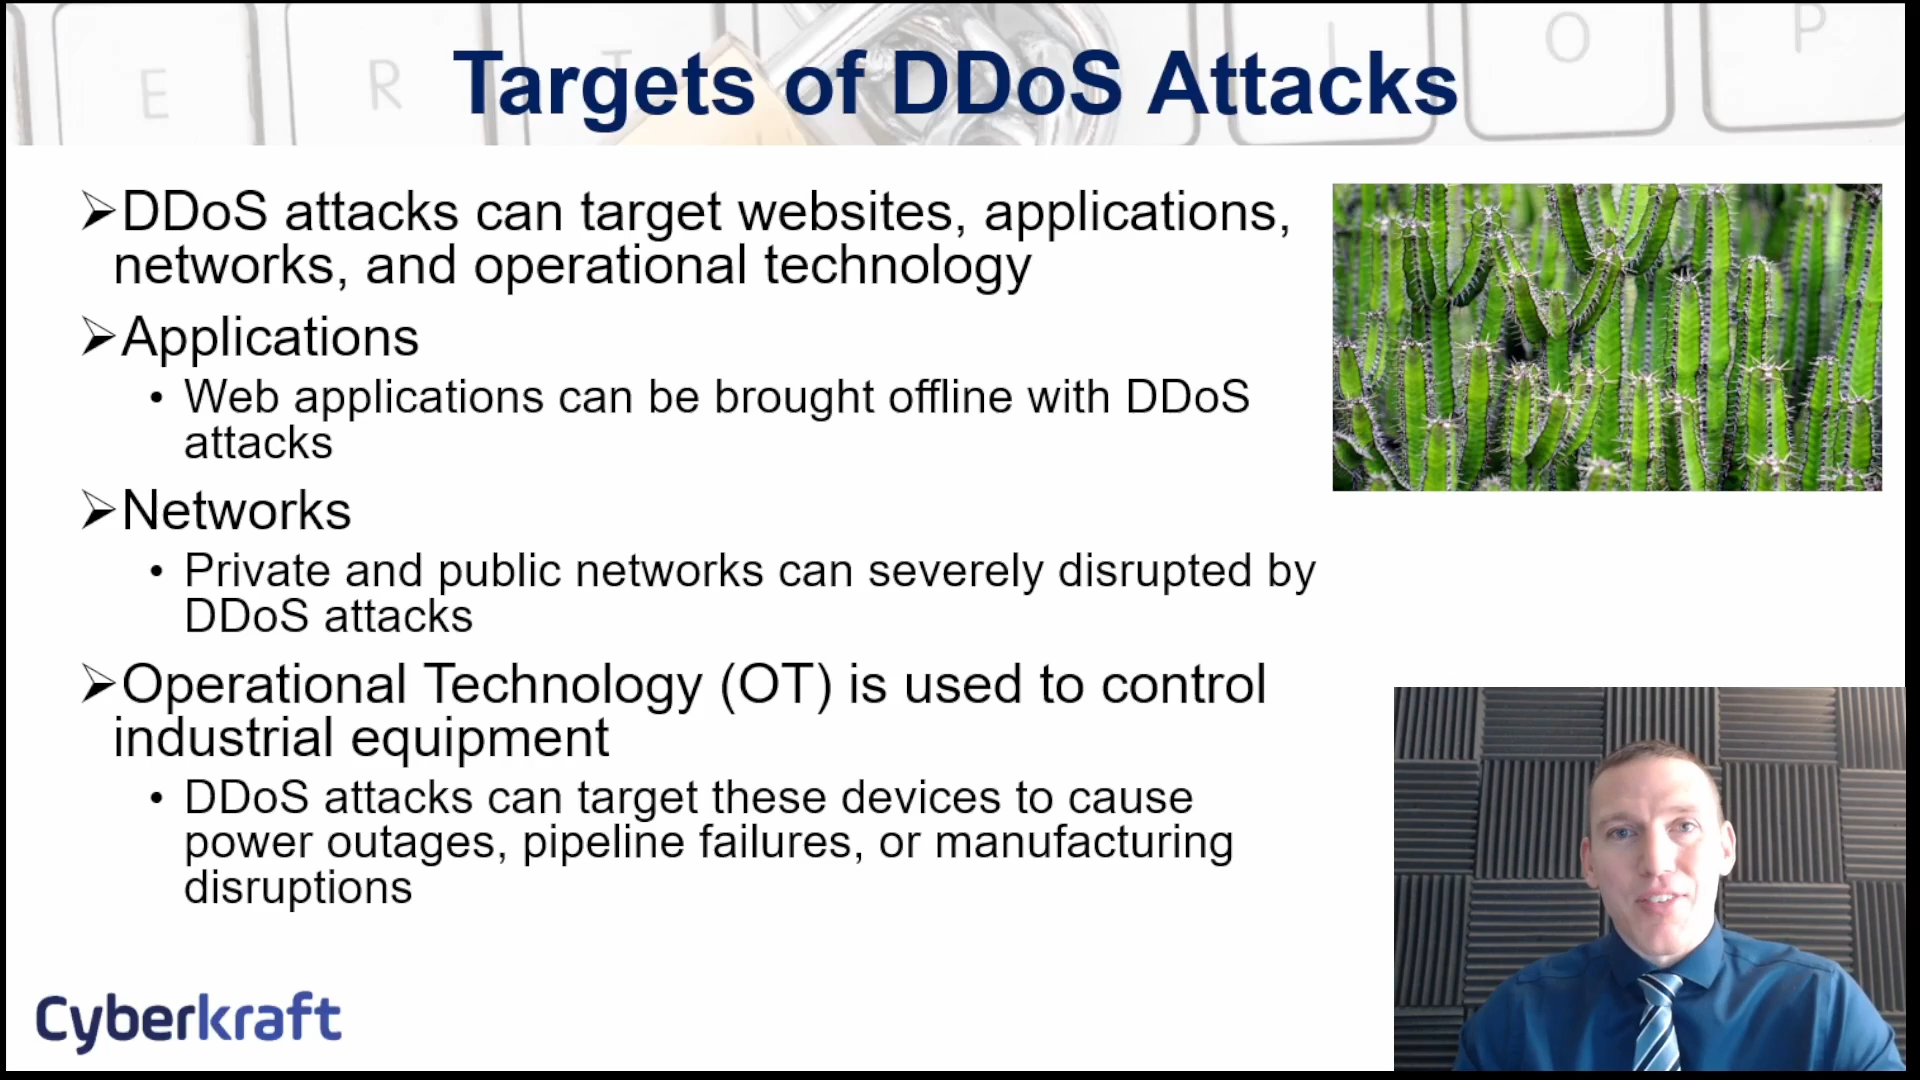 E R T I O P
Targets of DDoS Attacks
➢DDoS attacks can target websites, applications,
networks, and operational technology
➢Applications
• Web applications can be brought offline with DDoS
attacks
➢Networks
• Private and public networks can severely disrupted by
DDoS attacks
➢Operational Technology (OT) is used to control
industrial equipment
• DDoS attacks can target these devices to cause
power outages, pipeline failures, or manufacturing
disruptions
Cyberkraft